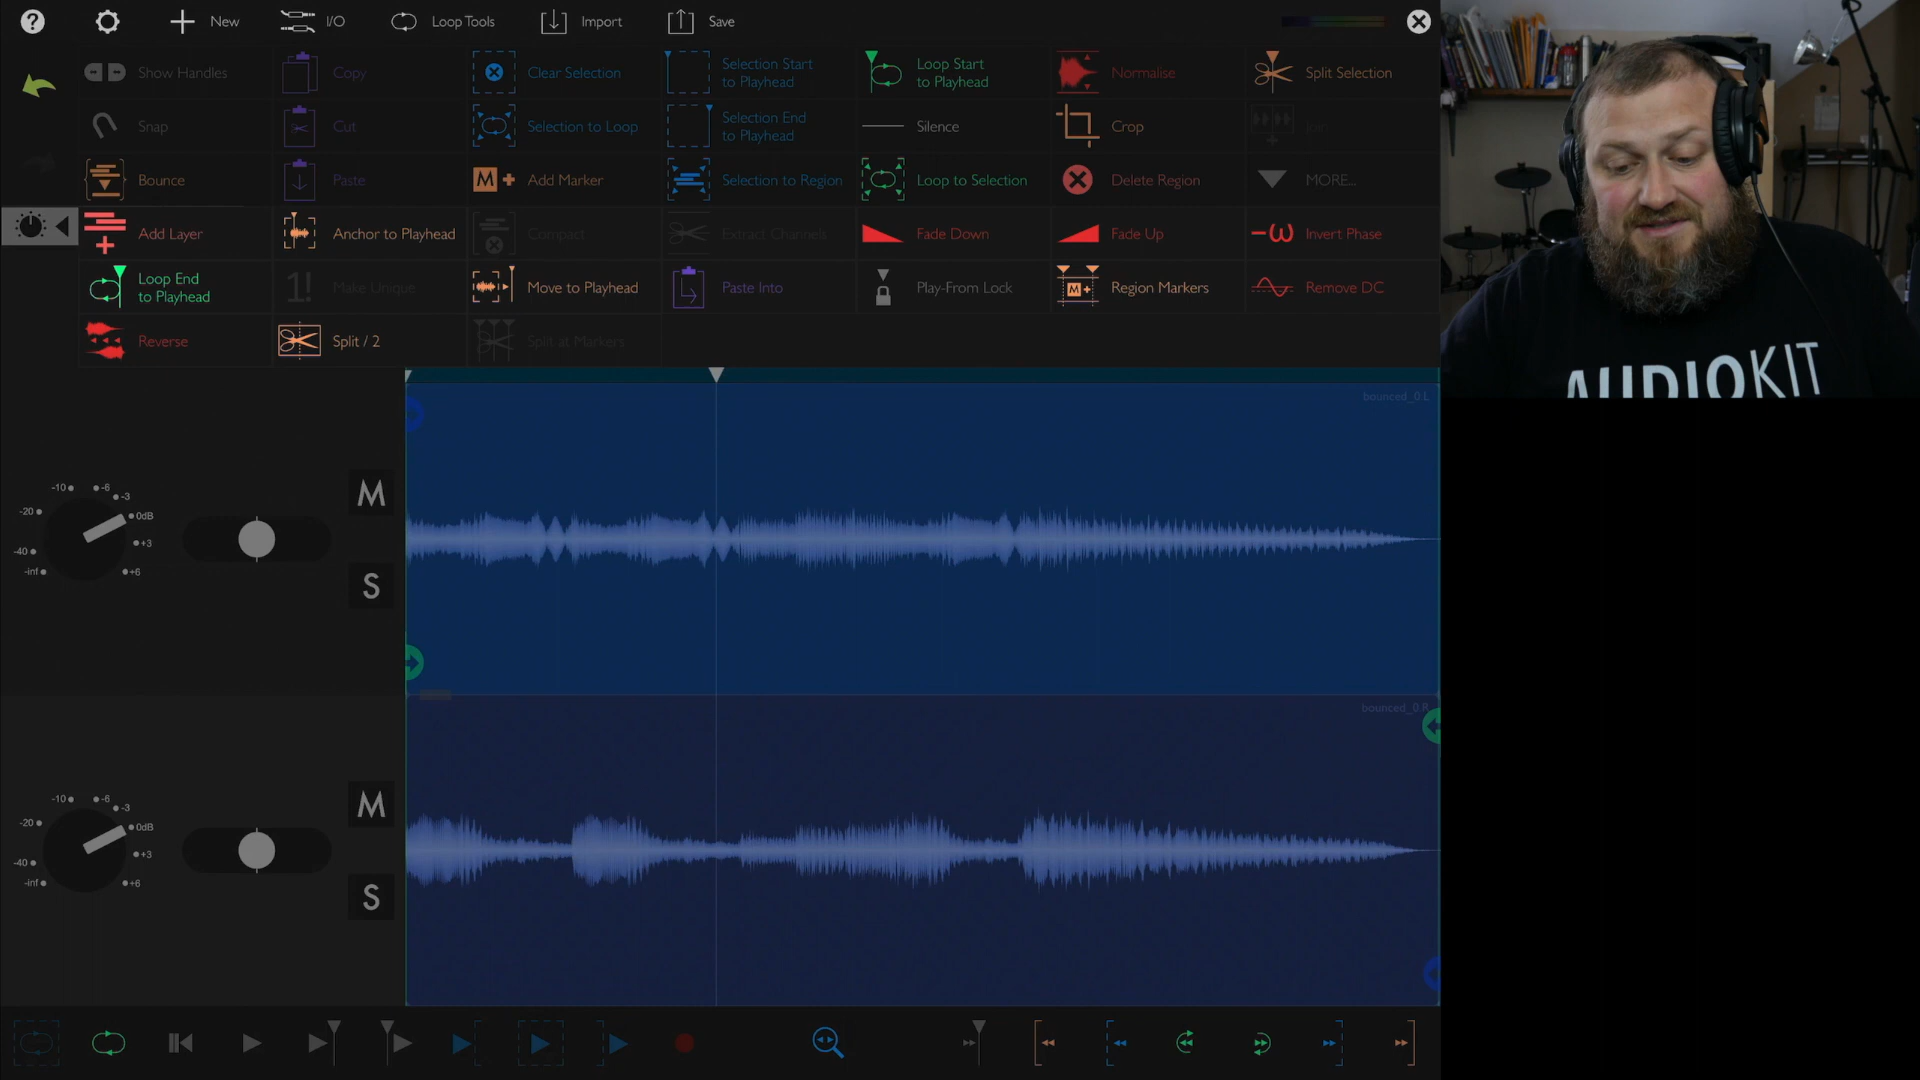 ? New I/O Loop Tools Import Save
Show Handles Copy Clear Selection Selection Start to Playhead Loop Start to Playhead Normalise Split Selection
Snap Cut Selection to Loop Selection End to Playhead Silence Crop Join
Bounce Paste M+ Add Marker Selection to Region Loop to Selection Delete Region MORE...
Add Layer Anchor to Playhead Compact Extract Channels Fade Down Fade Up -ω Invert Phase
Loop End to Playhead 1! Make Unique Move to Playhead Paste Into Play-From Lock M+ Region Markers Remove DC
Reverse Split / 2 Split at Markers
AUDIOKIT
bounced_0.L
-10 -6 -3 0dB +3 +6 -20 -40 -inf
M
S
bounced_0.R
-10 -6 -3 0dB +3 +6 -20 -40 -inf
M
S